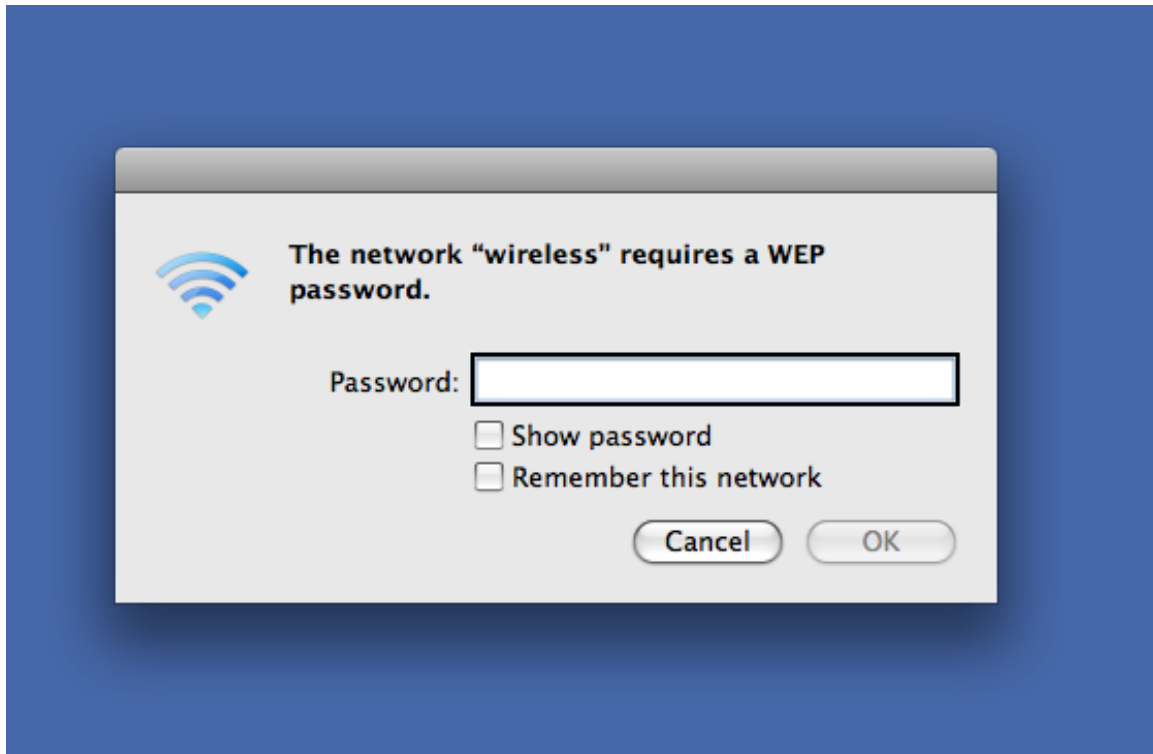 The network “wireless” requires a WEP
password.
Password:
Show password
Remember this network
Cancel OK